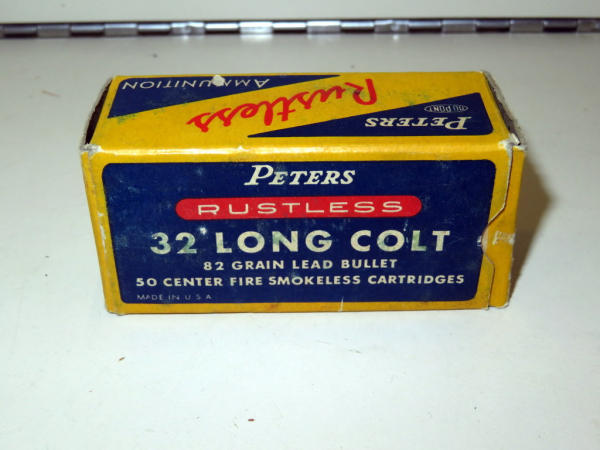 AMMUNITION
Rustless
PETERS
DU PONT
PETERS
RUSTLESS
32 LONG COLT
82 GRAIN LEAD BULLET
50 CENTER FIRE SMOKELESS CARTRIDGES
MADE IN U.S.A